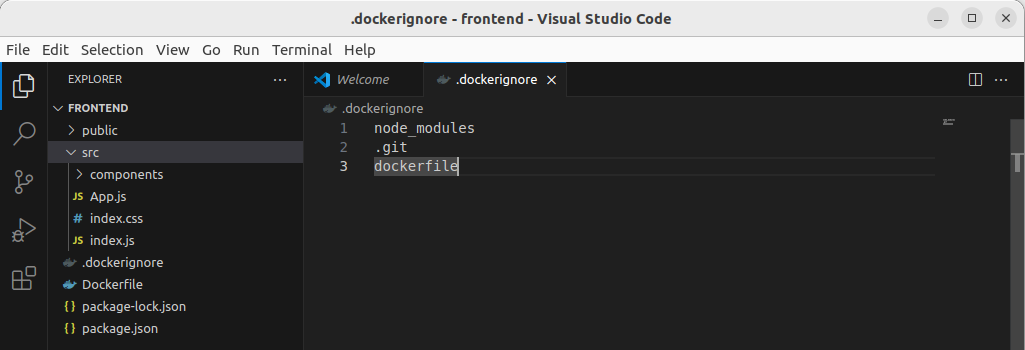 .dockerignore - frontend - Visual Studio Code
File Edit Selection View Go Run Terminal Help
EXPLORER
Welcome
.dockerignore
FRONTEND
public
src
components
JS App.js
# index.css
JS index.js
.dockerignore
Dockerfile
{} package-lock.json
{} package.json
.dockerignore
1 node_modules
2 .git
3 dockerfile